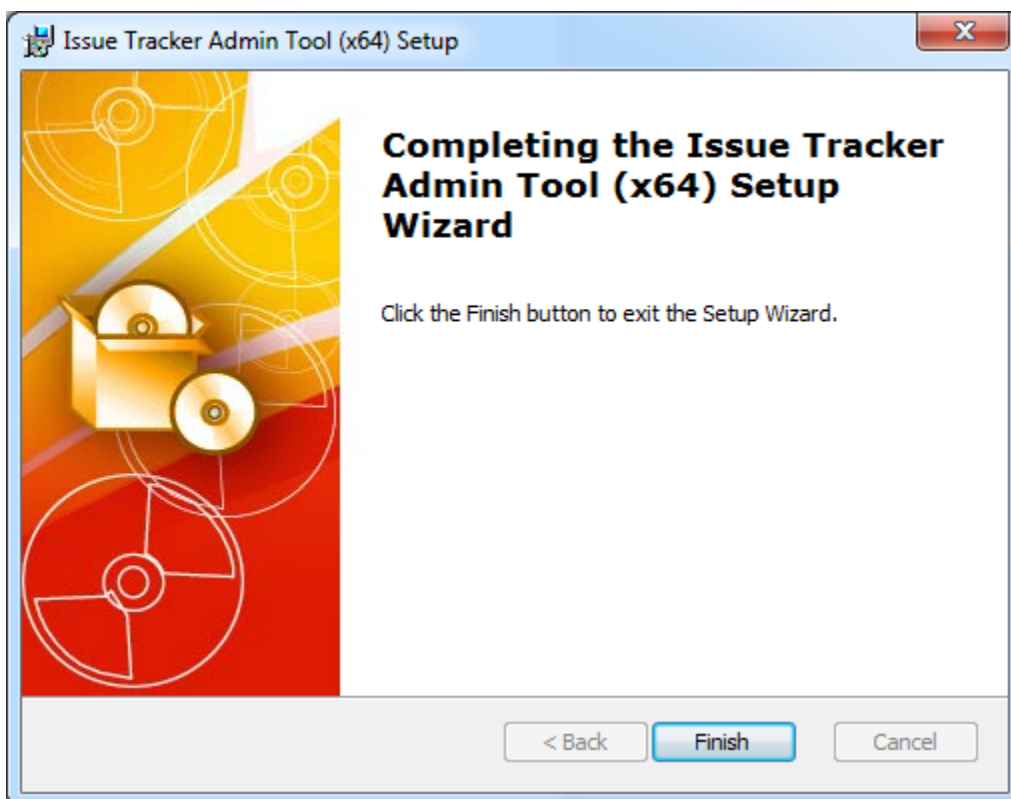 Issue Tracker Admin Tool (x64) Setup
Completing the Issue Tracker
Admin Tool (x64) Setup
Wizard
Click the Finish button to exit the Setup Wizard.
< Back Finish Cancel